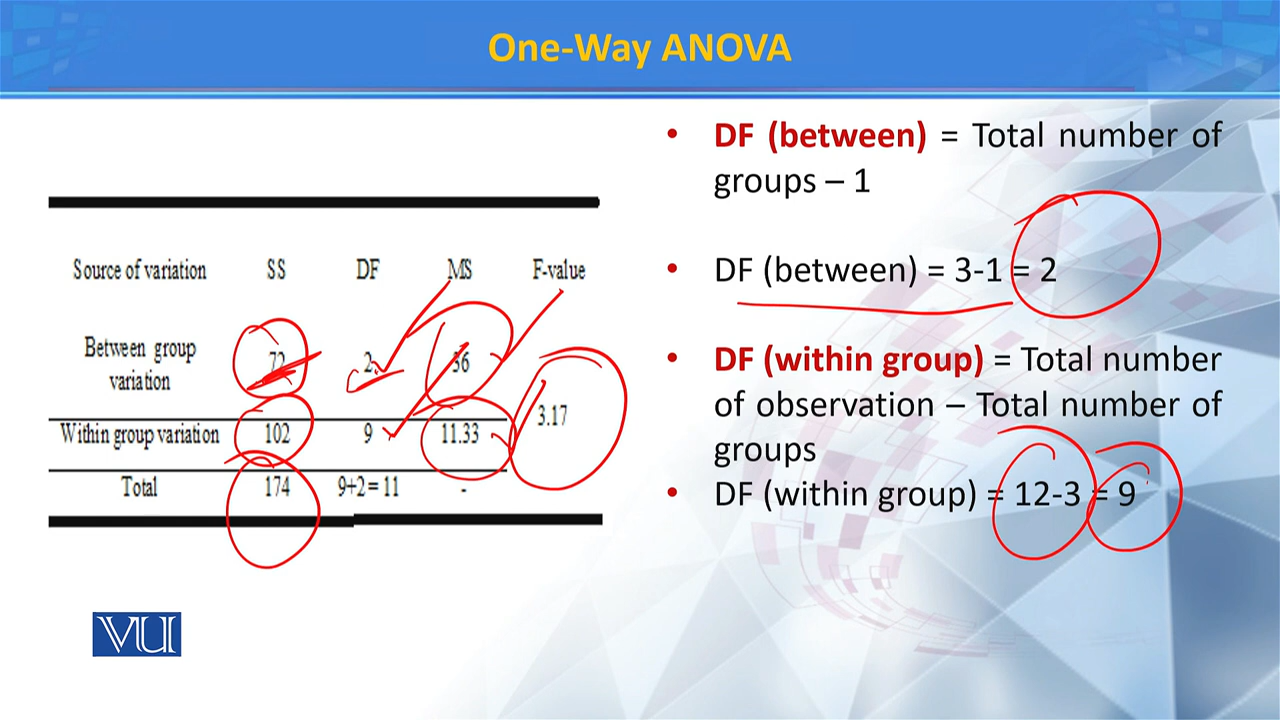 One-Way ANOVA
Source of variation SS DF MS F-value
Between group
variation
72 2 36
3.17
Within group variation 102 9 11.33
Total 174 9+2 = 11 -
VU
• DF (between) = Total number of
groups – 1
• DF (between) = 3-1 = 2
• DF (within group) = Total number
of observation – Total number of
groups
• DF (within group) = 12-3 = 9